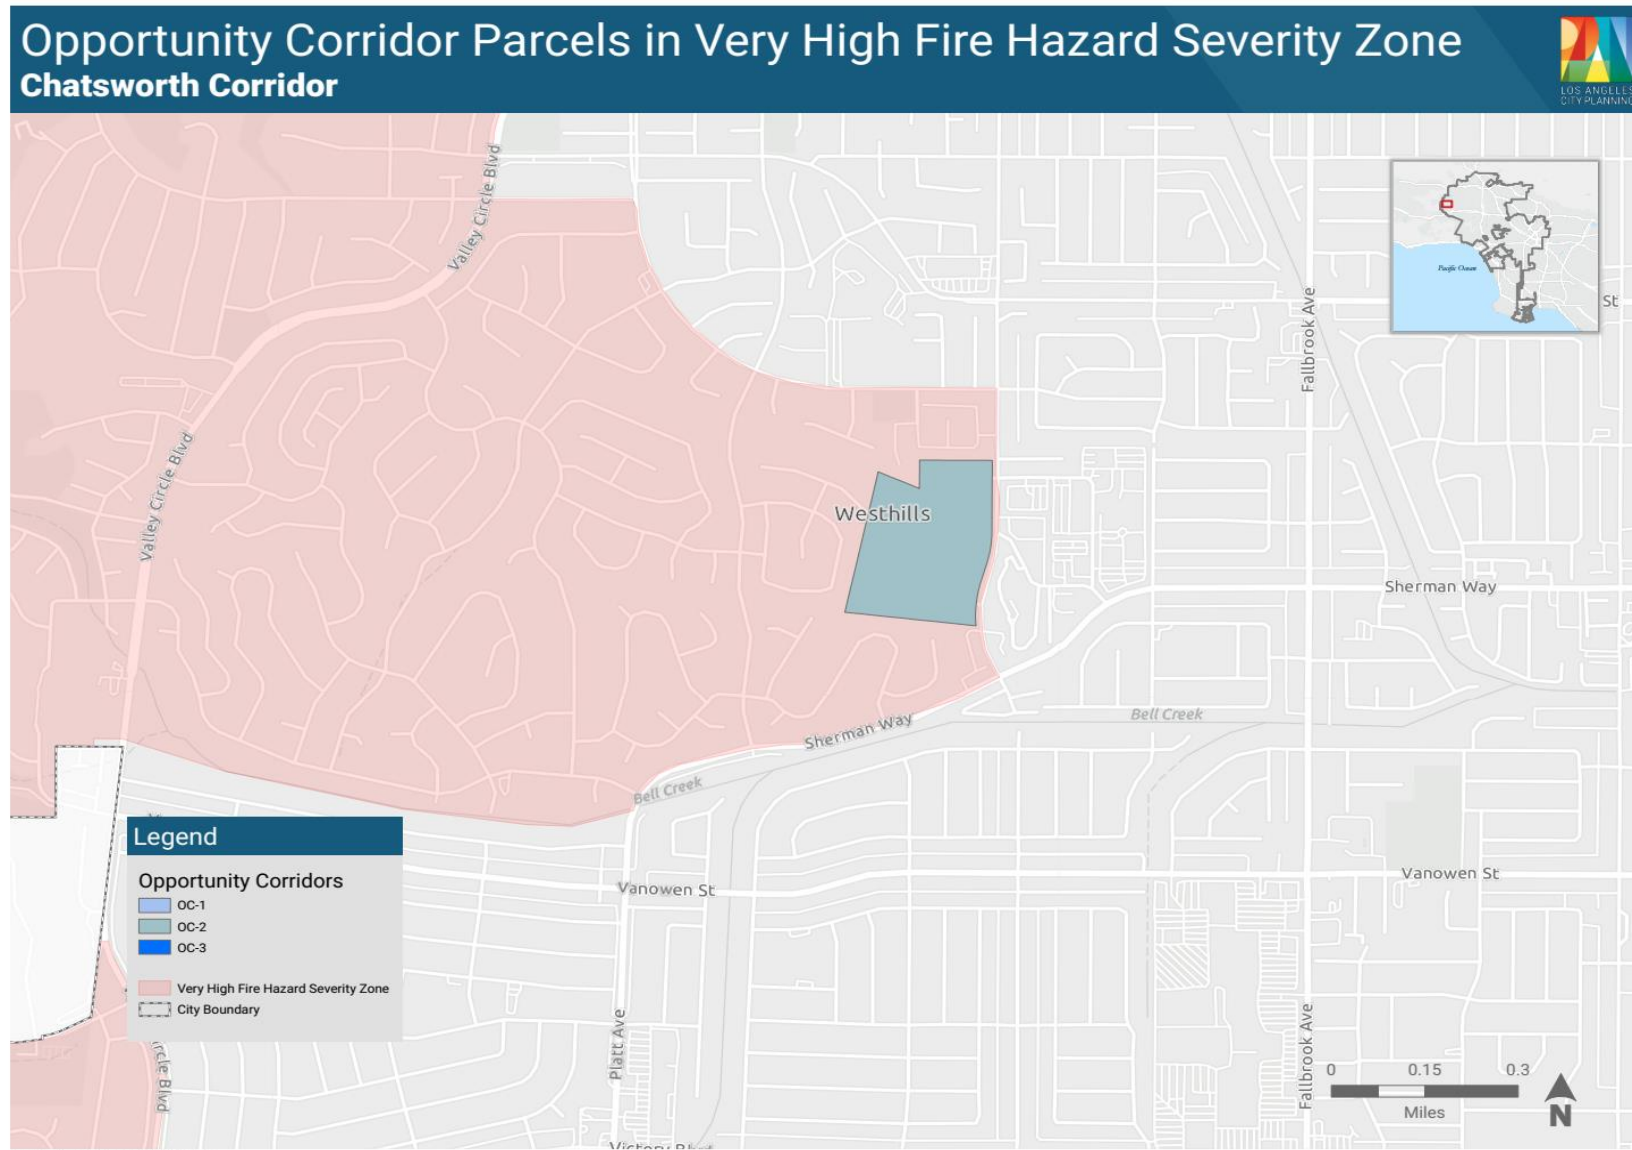 Opportunity Corridor Parcels in Very High Fire Hazard Severity Zone
Chatsworth Corridor
LOS ANGELES
CITY PLANNING
Valley Circle Blvd
Valley Circle Blvd
Pacific Ocean
St
Fallbrook Ave
Westhills
Sherman Way
Bell Creek
Sherman Way
Bell Creek
Vanowen St
Vanowen St
Platt Ave
Fallbrook Ave
Legend
Opportunity Corridors
OC-1
OC-2
OC-3
Very High Fire Hazard Severity Zone
City Boundary
Blvd
0 0.15 0.3
Miles
N